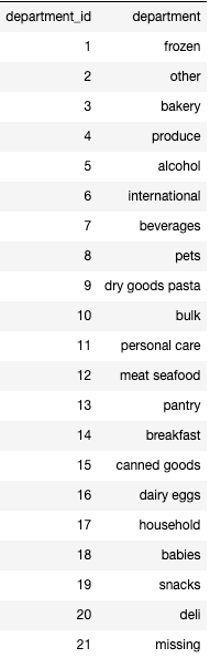 department_id department
1 frozen
2 other
3 bakery
4 produce
5 alcohol
6 international
7 beverages
8 pets
9 dry goods pasta
10 bulk
11 personal care
12 meat seafood
13 pantry
14 breakfast
15 canned goods
16 dairy eggs
17 household
18 babies
19 snacks
20 deli
21 missing